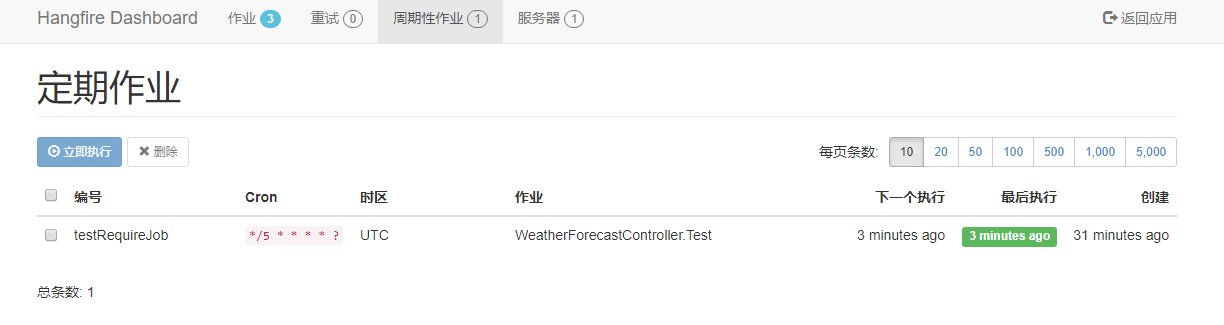 Hangfire Dashboard 作业 3 重试 0 周期性作业 1 服务器 1 返回应用
定期作业
立即执行 删除 每页条数: 10 20 50 100 500 1,000 5,000
编号 Cron 时区 作业 下一个执行 最后执行 创建
testRequireJob */5 * * * * ? UTC WeatherForecastController.Test 3 minutes ago 3 minutes ago 31 minutes ago
总条数: 1